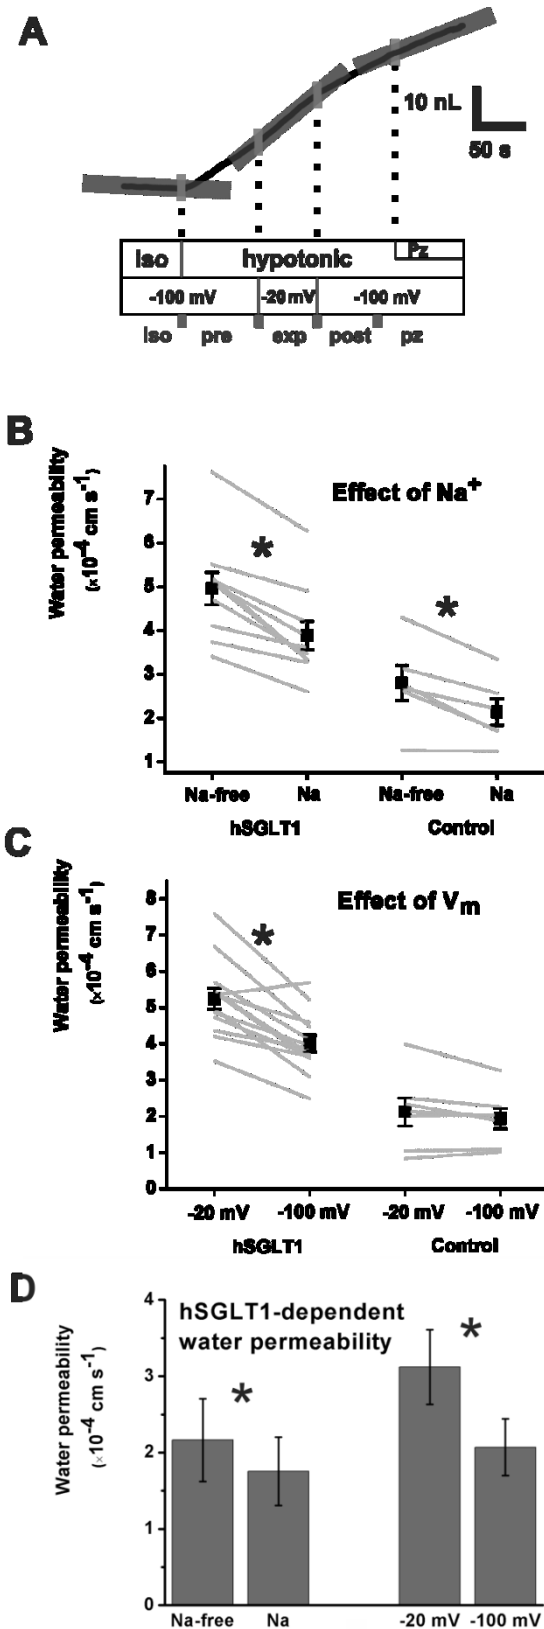 A
10 nL
50 s
Iso hypotonic Pz
-100 mV -20 mV -100 mV
Iso pre exp post pz
B
Water permeability
(×10-4 cm s-1)
Effect of Na+
7
6
5
4
3
2
1
*
*
Na-free Na Na-free Na
hSGLT1 Control
C
Water permeability
(×10-4 cm s-1)
Effect of Vm
8
7
6
5
4
3
2
1
0
*
-20 mV -100 mV -20 mV -100 mV
hSGLT1 Control
D
Water permeability
(×10-4 cm s-1)
hSGLT1-dependent
water permeability
4
3
2
1
0
*
*
Na-free Na -20 mV -100 mV